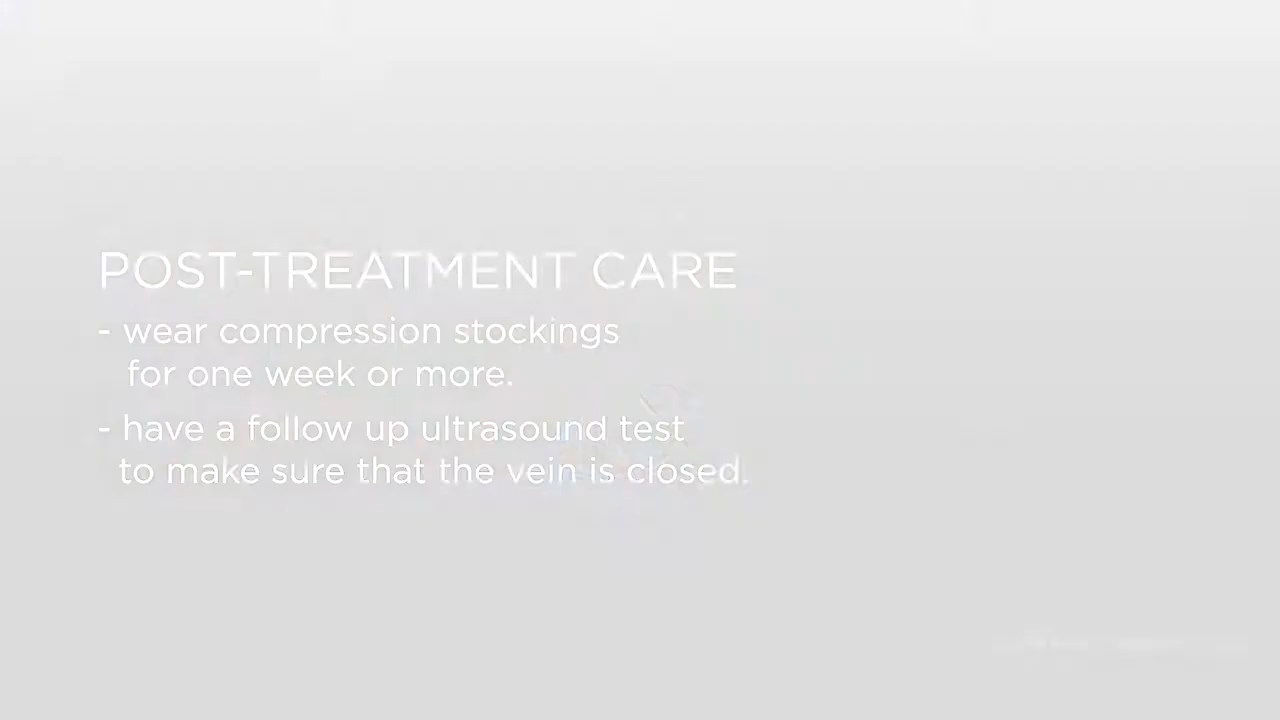 POST-TREATMENT CARE
- wear compression stockings
for one week or more.
- have a follow up ultrasound test
to make sure that the vein is closed.